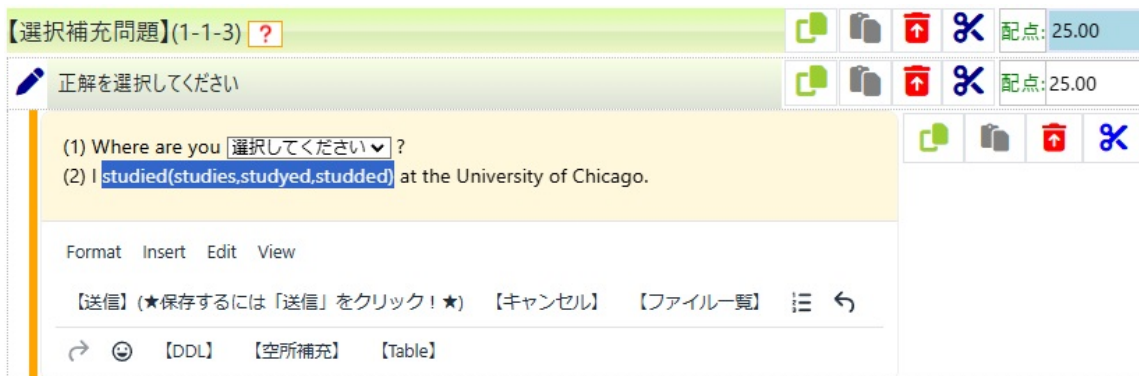 【選択補充問題】(1-1-3) ? 配点: 25.00
正解を選択してください 配点: 25.00
(1) Where are you 選択してください ?
(2) I studied(studies,studyed,studded) at the University of Chicago.
Format Insert Edit View
【送信】(★保存するには「送信」をクリック！★) 【キャンセル】 【ファイル一覧】
【DDL】 【空所補充】 【Table】